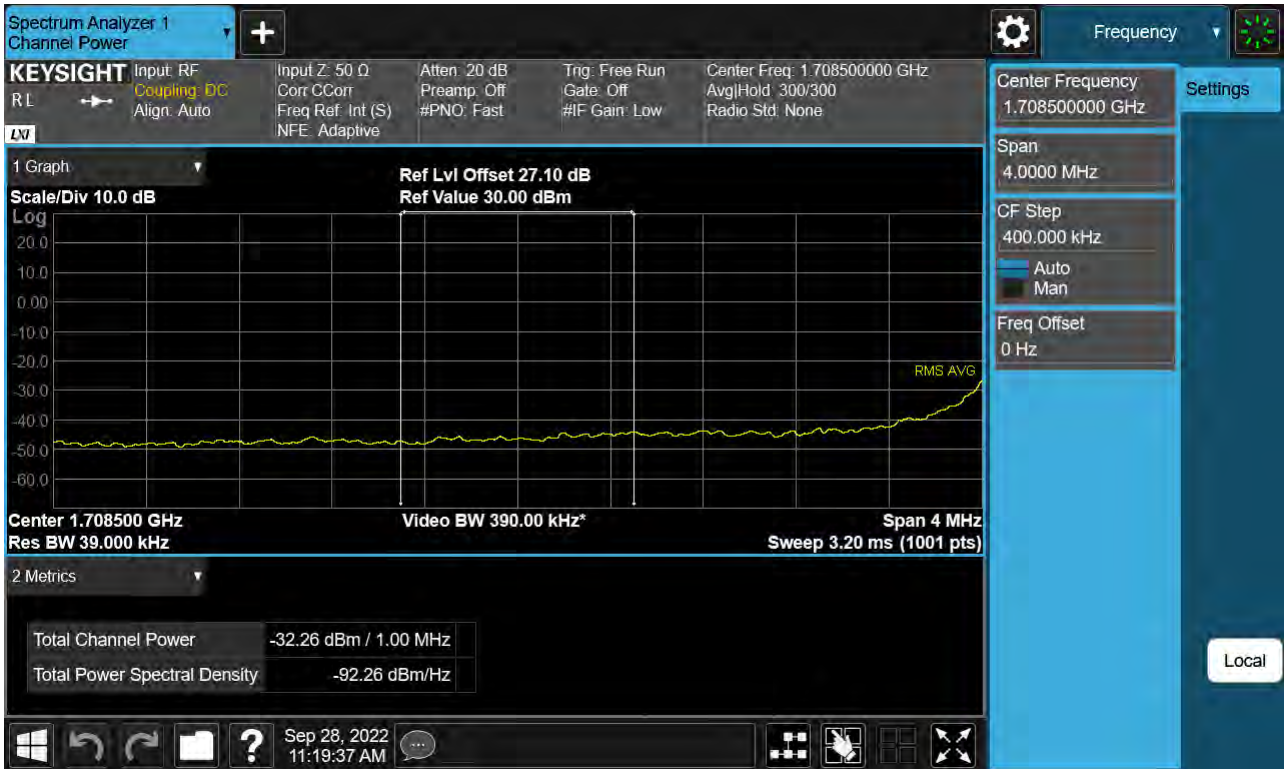 Spectrum Analyzer 1
Channel Power
+
Frequency
KEYSIGHT
RL
LXI
Input: RF
Coupling: DC
Align: Auto
Input Z: 50 Ω
Corr CCorr
Freq Ref: Int (S)
NFE: Adaptive
Atten: 20 dB
Preamp: Off
#PNO: Fast
Trig: Free Run
Gate: Off
#IF Gain: Low
Center Freq: 1.708500000 GHz
Avg|Hold: 300/300
Radio Std: None
1 Graph
Scale/Div 10.0 dB
Ref Lvl Offset 27.10 dB
Ref Value 30.00 dBm
Log
20.0
10.0
0.00
-10.0
-20.0
-30.0
-40.0
-50.0
-60.0
RMS AVG
Center 1.708500 GHz
Res BW 39.000 kHz
Video BW 390.00 kHz*
Span 4 MHz
Sweep 3.20 ms (1001 pts)
2 Metrics
Total Channel Power -32.26 dBm / 1.00 MHz
Total Power Spectral Density -92.26 dBm/Hz
Center Frequency
1.708500000 GHz
Span
4.0000 MHz
CF Step
400.000 kHz
Auto
Man
Freq Offset
0 Hz
Settings
Local
?
Sep 28, 2022
11:19:37 AM